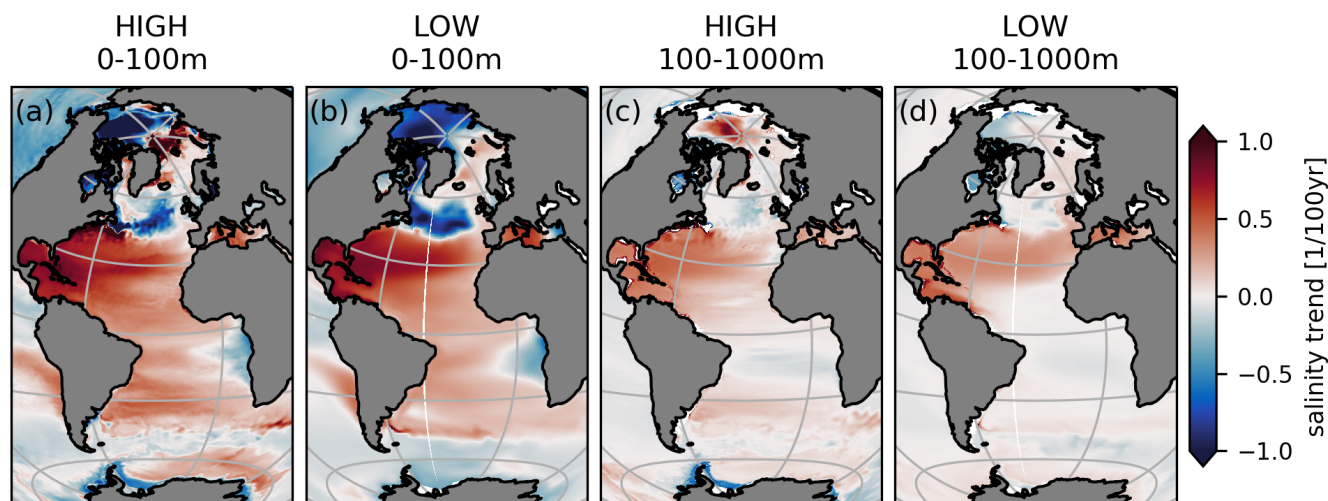 HIGH
0-100m
LOW
0-100m
HIGH
100-1000m
LOW
100-1000m
(a)
(b)
(c)
(d)
1.0
0.5
0.0
−0.5
−1.0
salinity trend [1/100yr]